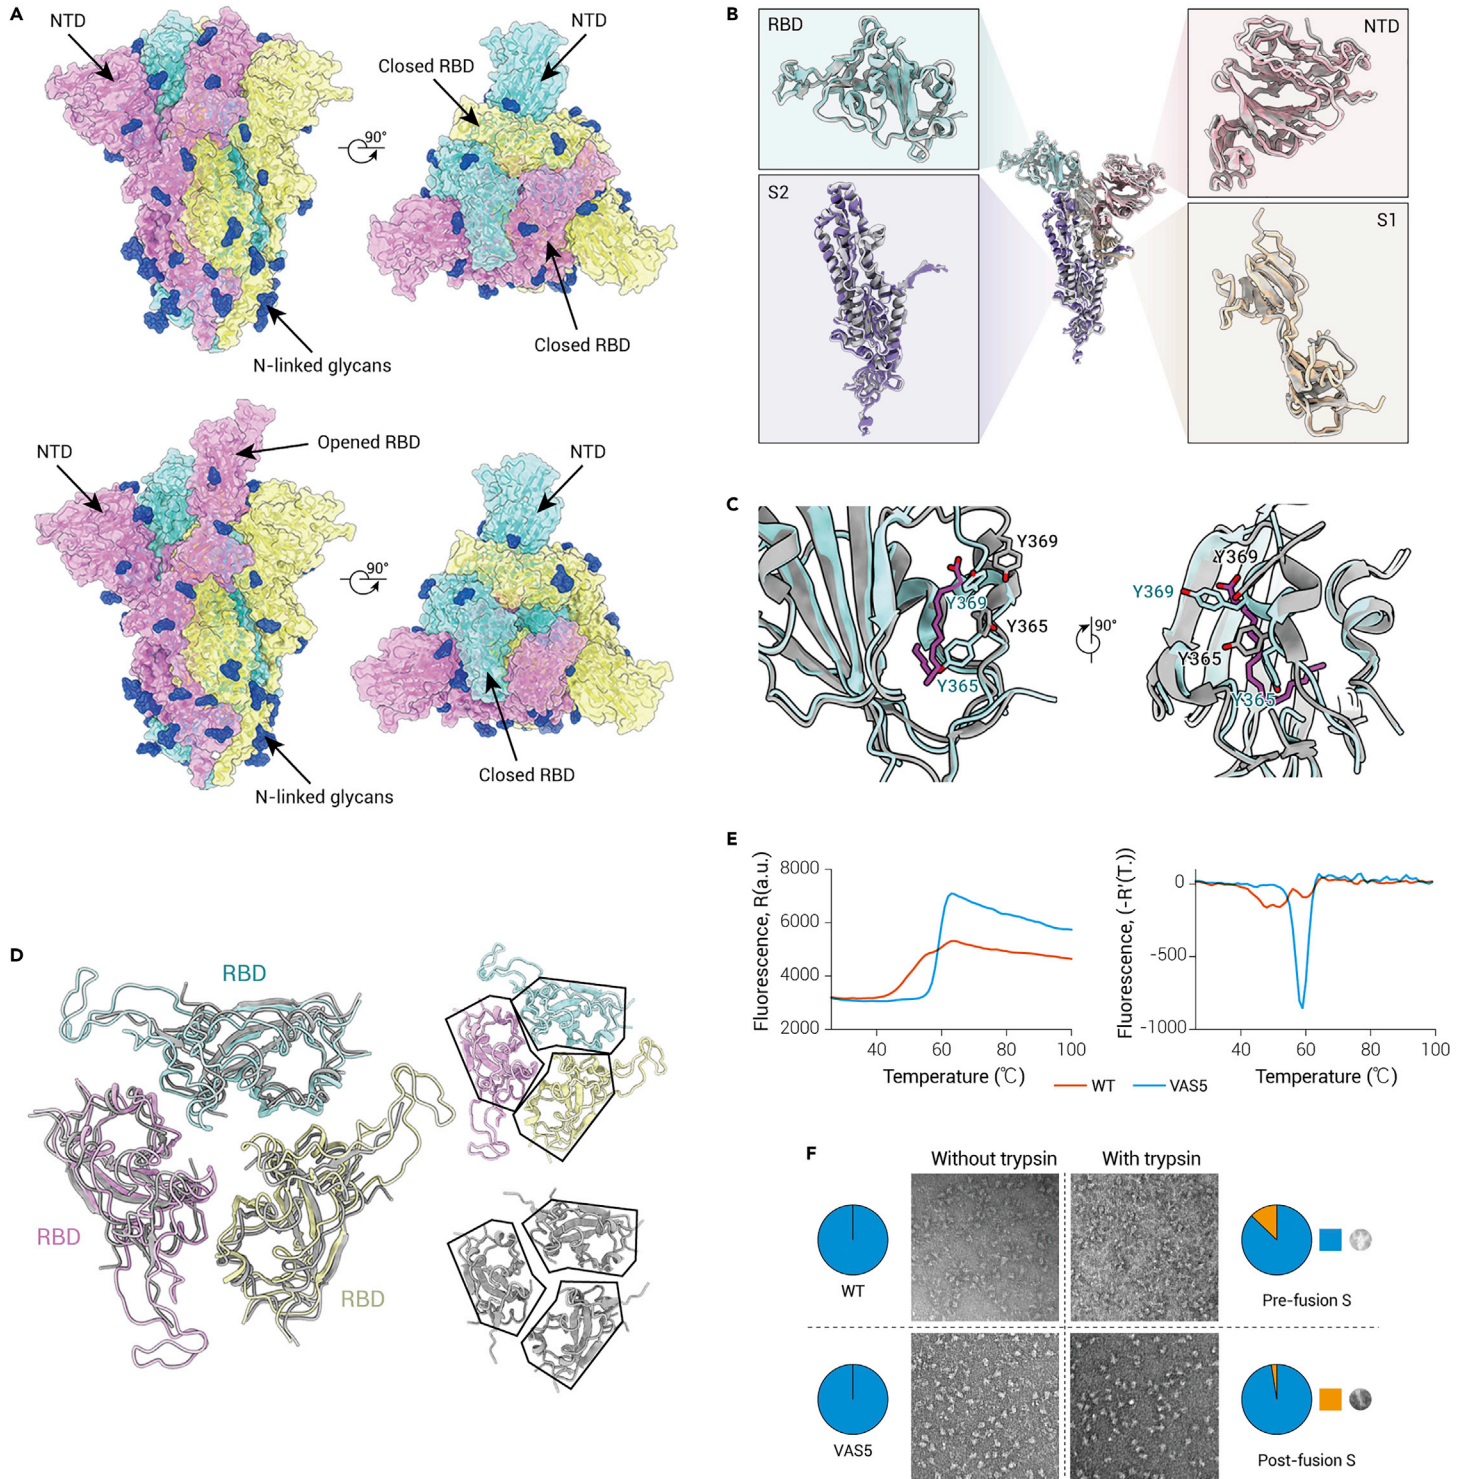 A
NTD
NTD
Closed RBD
90°
Closed RBD
N-linked glycans
Opened RBD
NTD
NTD
90°
Closed RBD
N-linked glycans
B
RBD
NTD
S2
S1
C
Y369
Y369
Y365
Y365
90°
Y369
Y369
Y365
Y365
D
RBD
RBD
RBD
E
Fluorescence, R(a.u.)
8000
6000
4000
2000
40 60 80 100
Temperature (℃)
Fluorescence, (-R'(T.))
0
-500
-1000
40 60 80 100
Temperature (℃)
WT VAS5
F
Without trypsin With trypsin
WT
Pre-fusion S
VAS5
Post-fusion S